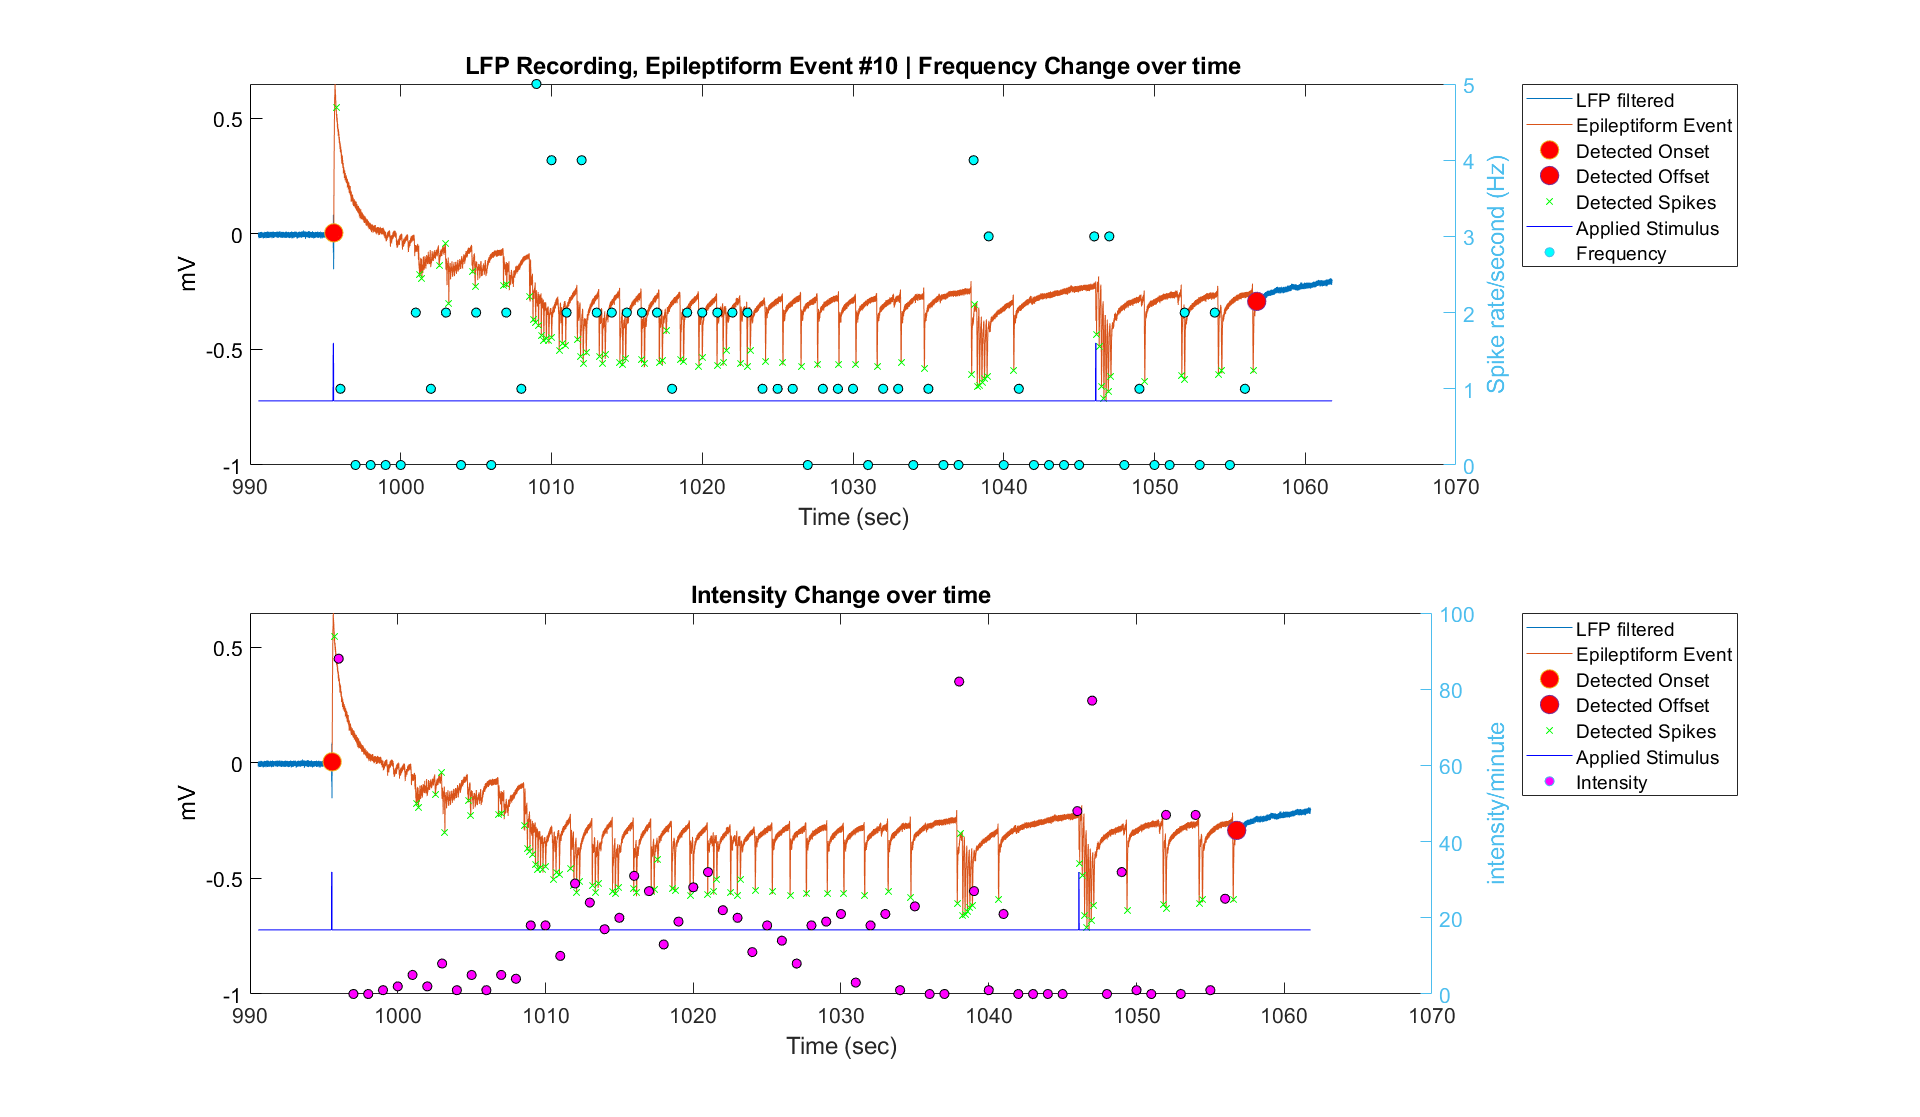 LFP Recording, Epileptiform Event #10 | Frequency Change over time
0.5
0
-0.5
-1
mV
990 1000 1010 1020 1030 1040 1050 1060 1070
Time (sec)
5
4
3
2
1
0
Spike rate/second (Hz)
LFP filtered
Epileptiform Event
Detected Onset
Detected Offset
Detected Spikes
Applied Stimulus
Frequency
Intensity Change over time
0.5
0
-0.5
-1
mV
990 1000 1010 1020 1030 1040 1050 1060 1070
Time (sec)
100
80
60
40
20
0
intensity/minute
LFP filtered
Epileptiform Event
Detected Onset
Detected Offset
Detected Spikes
Applied Stimulus
Intensity